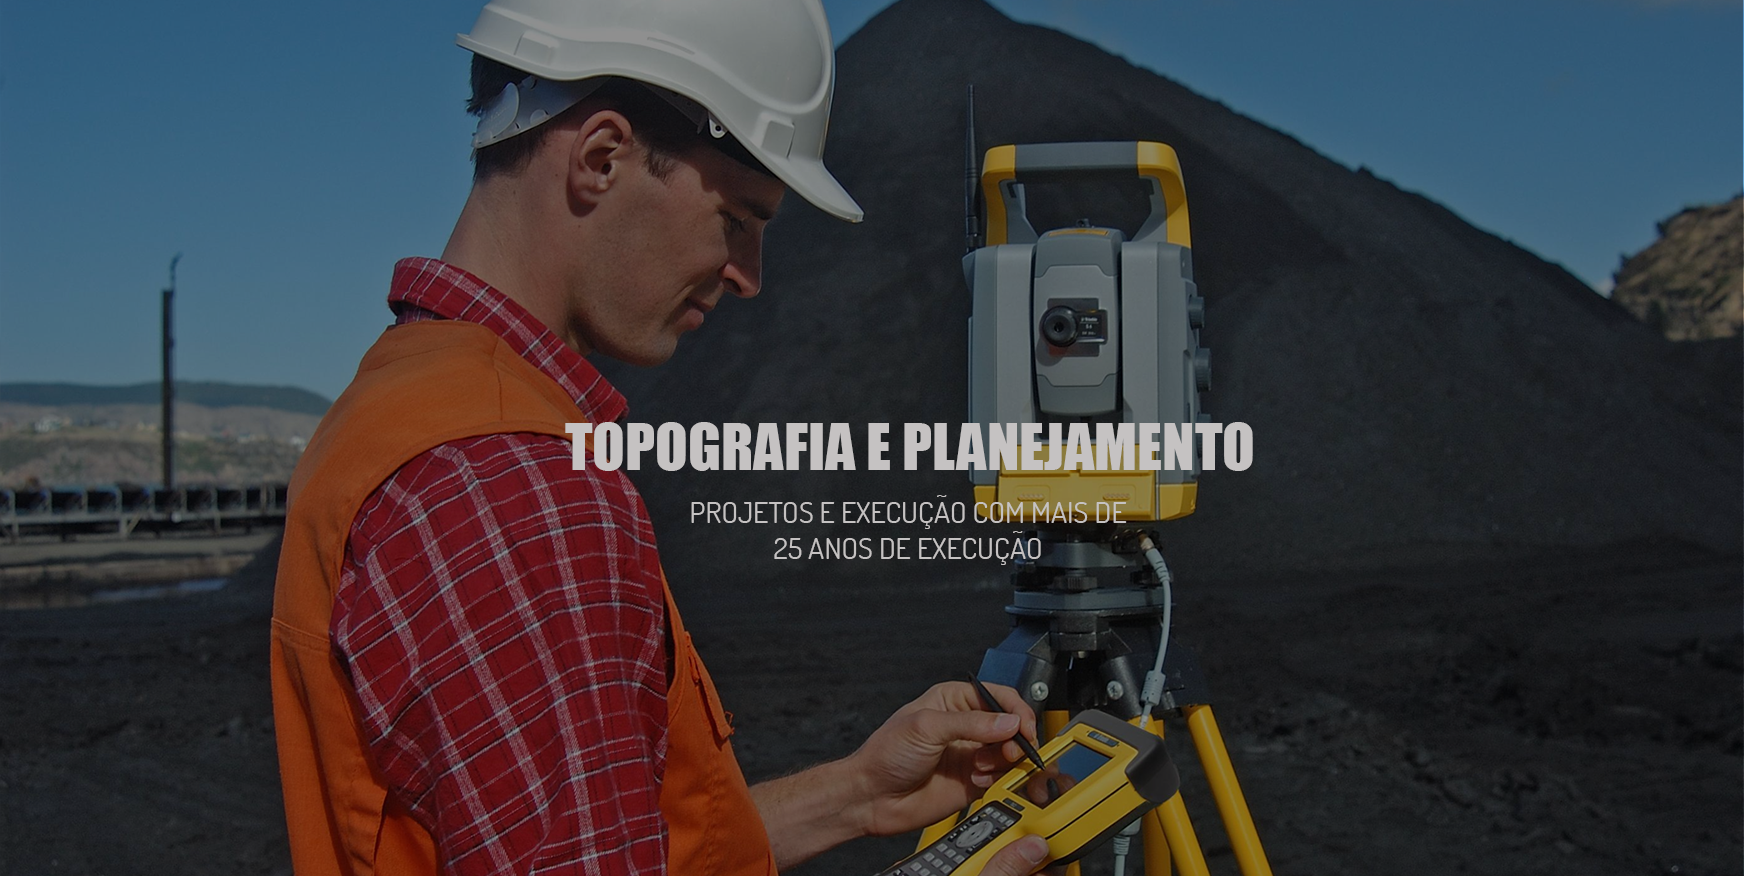 TOPOGRAFIA E PLANEJAMENTO
PROJETOS E EXECUÇÃO COM MAIS DE
25 ANOS DE EXECUÇÃO